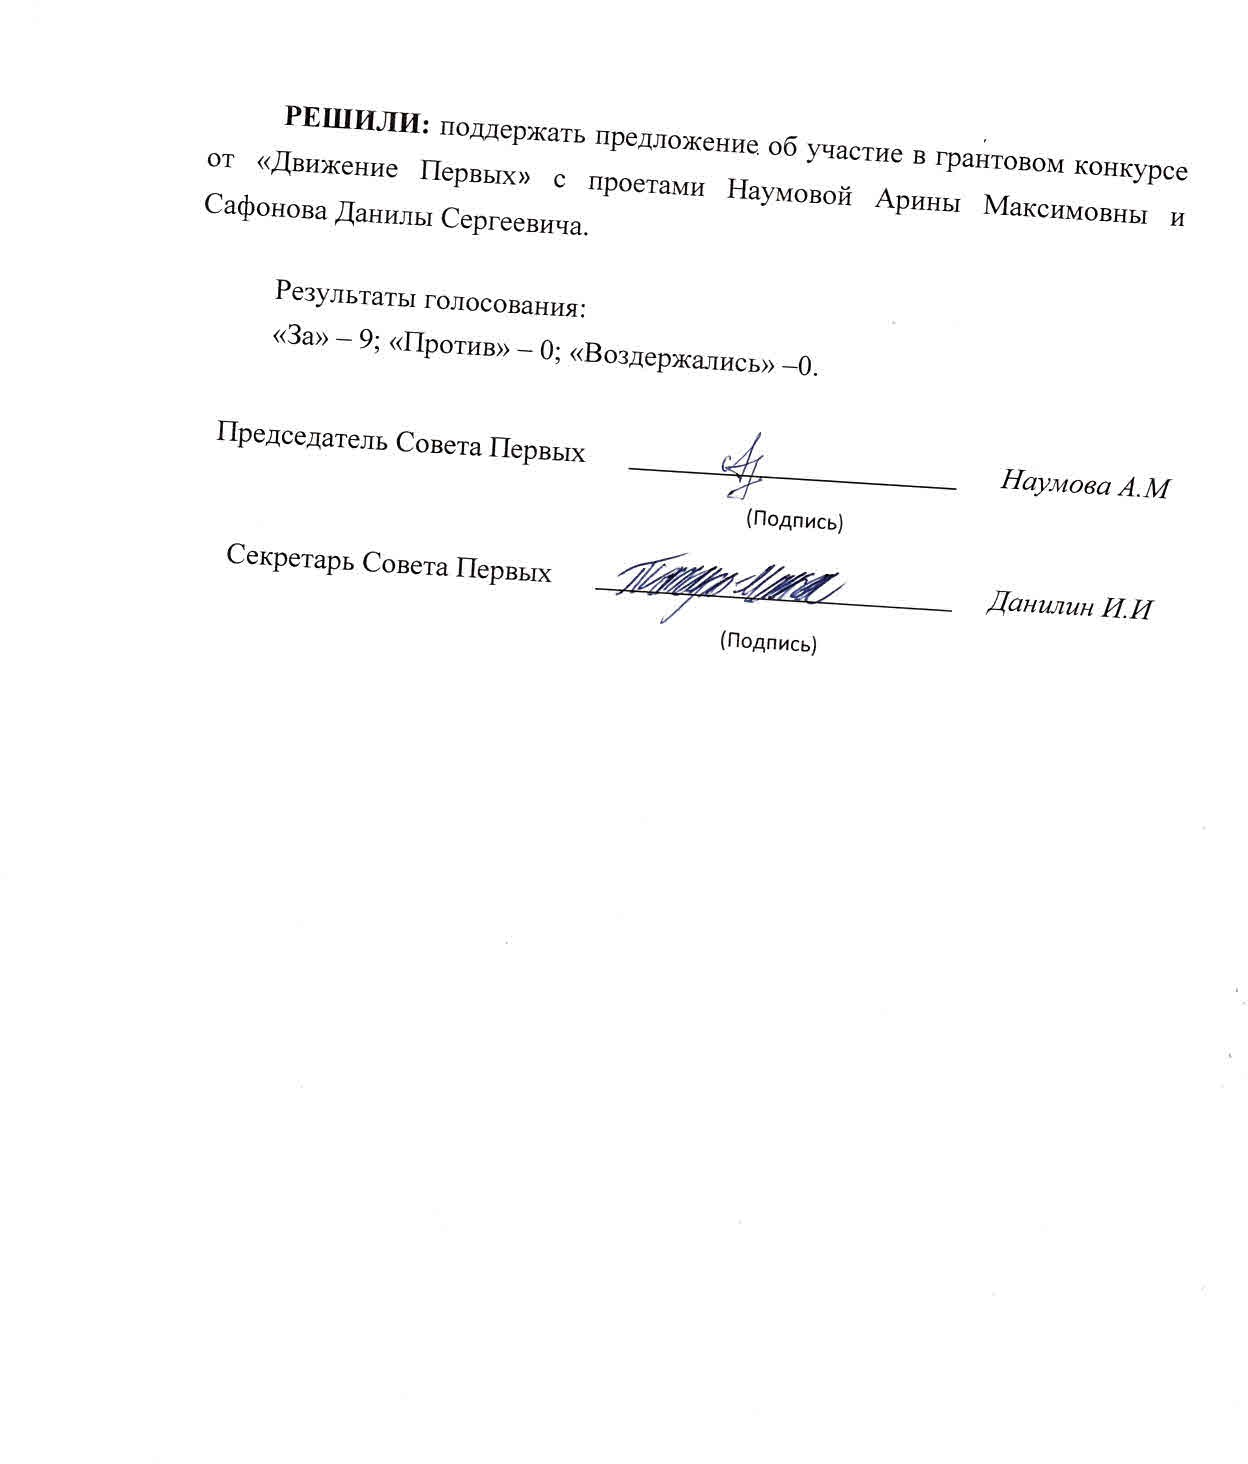 РЕШИЛИ: поддержать предложение об участие в грантовом конкурсе
от «Движение Первых» с проетами Наумовой Арины Максимовны и
Сафонова Данилы Сергеевича.
Результаты голосования:
«За» – 9; «Против» – 0; «Воздержались» –0.
Председатель Совета Первых Наумова А.М
(Подпись)
Секретарь Совета Первых Данилин И.И
(Подпись)